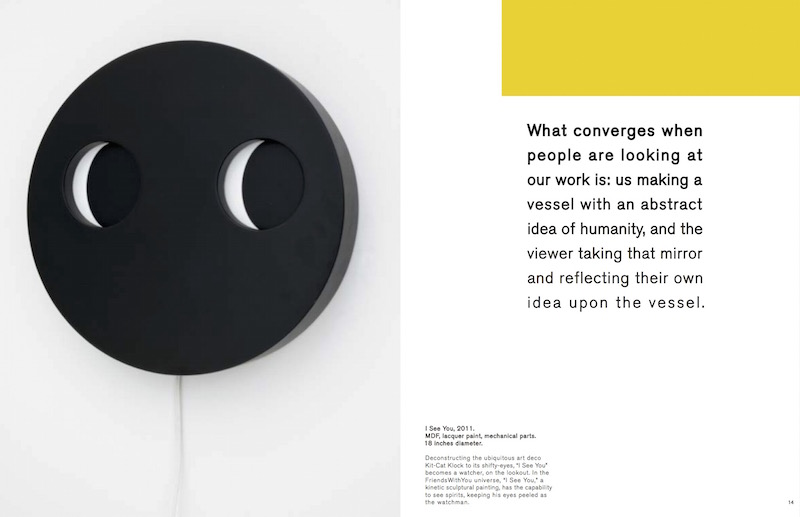 What converges when
people are looking at
our work is: us making a
vessel with an abstract
idea of humanity, and the
viewer taking that mirror
and reflecting their own
idea upon the vessel.
I See You, 2011.
MDF, lacquer paint, mechanical parts.
18 inches diameter.
Deconstructing the ubiquitous art deco
Kit-Cat Klock to its shifty-eyes, "I See You"
becomes a watcher, on the lookout. In the
FriendsWithYou universe, "I See You," a
kinetic sculptural painting, has the capability
to see spirits, keeping his eyes peeled as
the watchman.
14